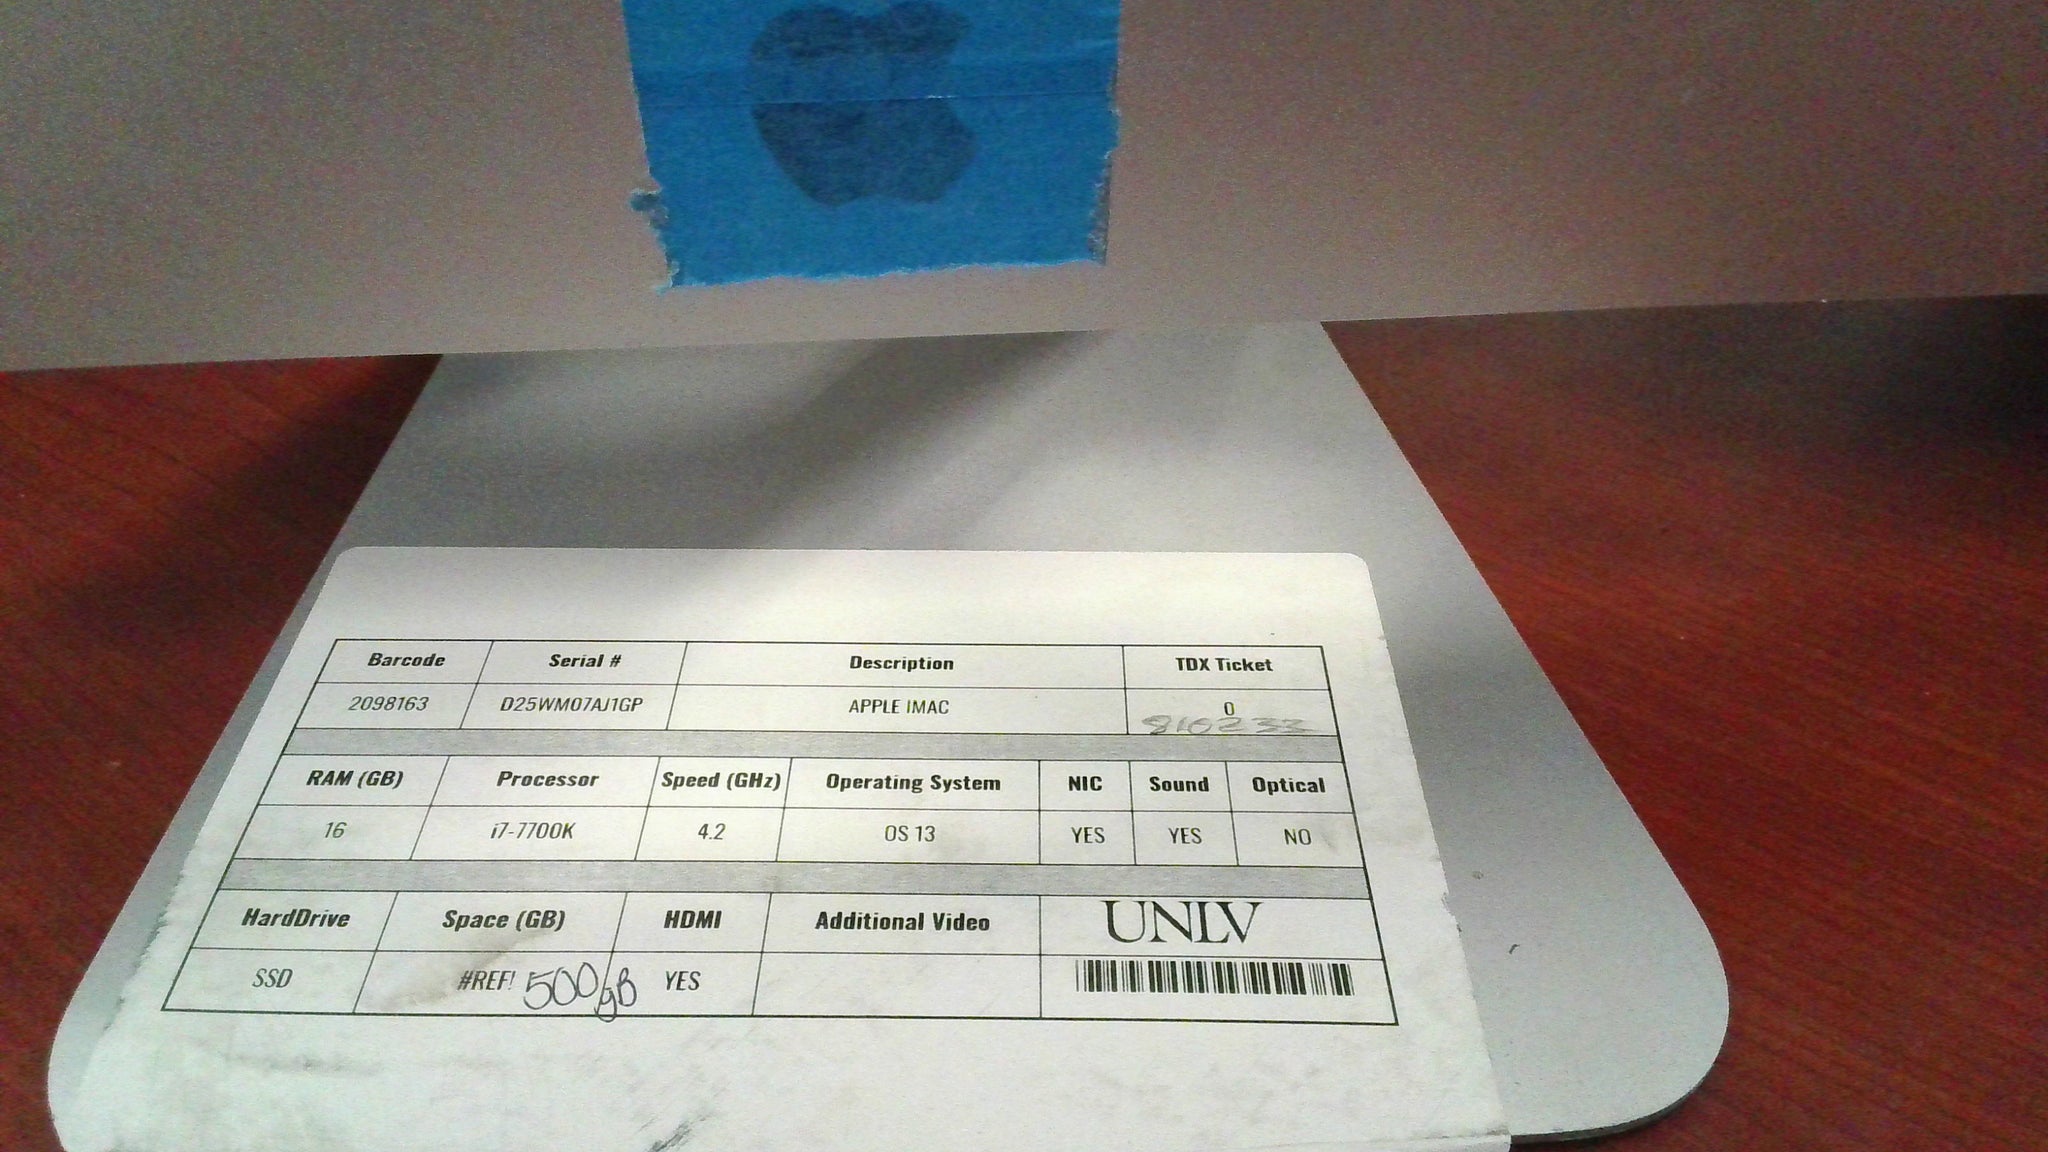 Barcode Serial # Description TDX Ticket
2098163 D25WM07AJ1GP APPLE IMAC 0
810233
RAM (GB) Processor Speed (GHz) Operating System NIC Sound Optical
16 i7-7700K 4.2 OS 13 YES YES NO
HardDrive Space (GB) HDMI Additional Video UNLV
SSD #REF! 500gB YES